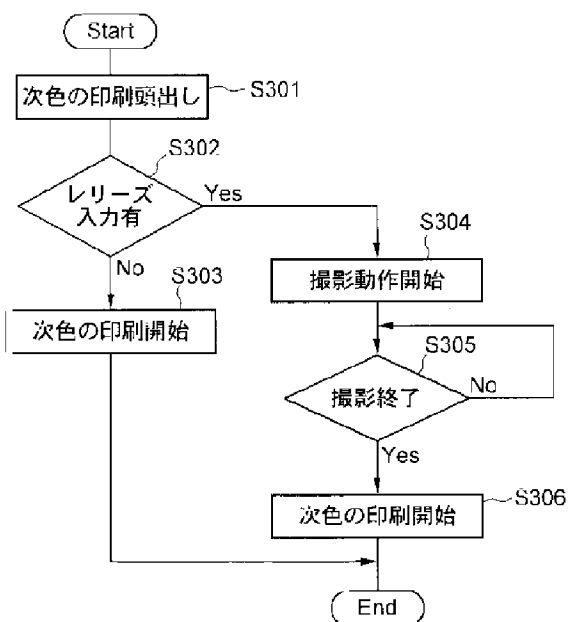 Start
次色の印刷頭出し
S301
S302
レリーズ
入力有
Yes
No
S303
次色の印刷開始
S304
撮影動作開始
S305
撮影終了
No
Yes
S306
次色の印刷開始
End